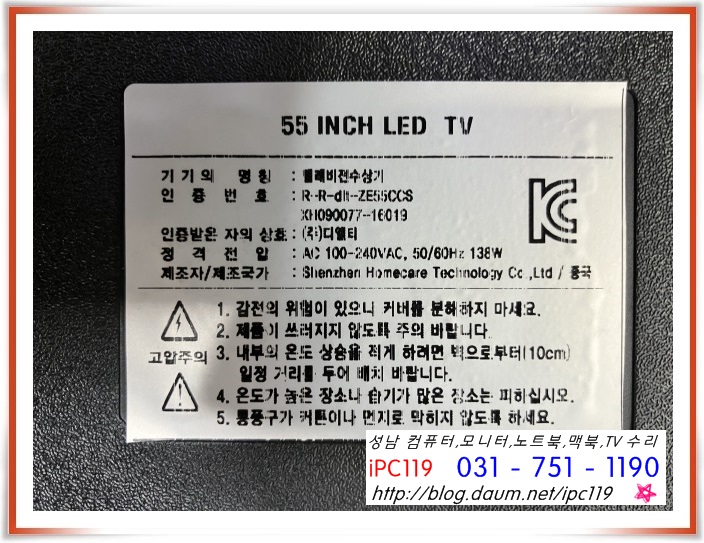 55 INCH LED TV
기기의 명칭 : 텔레비전수상기
인 증 번 호 : R-R-dlt-ZE55CCS
XH090077-16019
인증받은 자의 상호 : (주)디엘티
정 격 전 압 : AC 100-240VAC, 50/60Hz 138W
제조자/제조국가 : Shenzhen Homecare Technology Co.,Ltd / 중국
1. 감전의 위험이 있으니 커버를 분해하지 마세요.
2. 제품이 쓰러지지 않도록 주의 바랍니다.
고압주의
3. 내부의 온도 상승을 적게 하려면 벽으로부터(10cm)
일정 거리를 두어 배치 바랍니다.
4. 온도가 높은 장소나 습기가 많은 장소는 피하십시오.
5. 통풍구가 커튼이나 먼지로 막히지 않도록 하세요.
성남 컴퓨터,모니터,노트북,맥북,TV 수리
iPC119 031 - 751 - 1190
http://blog.daum.net/ipc119